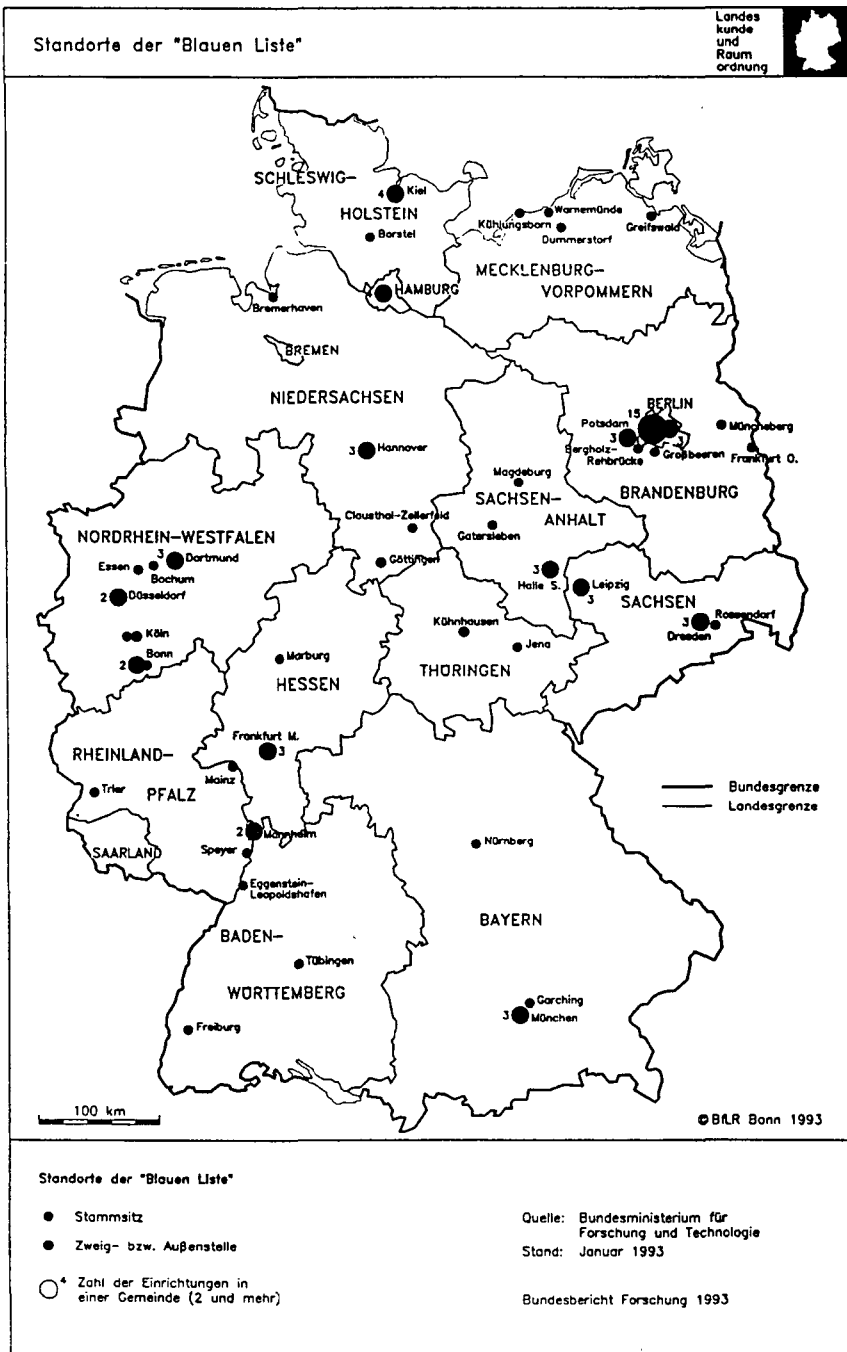 Standorte der "Blauen Liste"
Landes
kunde
und
Raum
ordnung
SCHLESWIG-
4 Kiel
HOLSTEIN
Borstel
Kühlungsborn
Warnemünde
Dummerstorf
Greifswald
MECKLENBURG-
VORPOMMERN
HAMBURG
Bremerhaven
BREMEN
NIEDERSACHSEN
3 Hannover
BERLIN
15
Potsdam
3
3
Müncheberg
Bergholz-
Rehbrücke
Großbeeren
Frankfurt O.
BRANDENBURG
Magdeburg
SACHSEN-
ANHALT
Gatersleben
Clausthal-Zellerfeld
Göttingen
NORDRHEIN-WESTFALEN
3
Dortmund
Essen
Bochum
2 Düsseldorf
Köln
2 Bonn
3
Halle S.
Leipzig
3
SACHSEN
3
Rossendorf
Dresden
Kühnhausen
Jena
THÜRINGEN
Marburg
HESSEN
Frankfurt M.
3
RHEINLAND-
PFALZ
Mainz
Trier
SAARLAND
2 Mannheim
Speyer
Eggenstein-
Leopoldshafen
Nürnberg
BAYERN
BADEN-
WÜRTTEMBERG
Tübingen
Freiburg
Garching
3 München
Bundesgrenze
Landesgrenze
100 km
© BfLR Bonn 1993
Standorte der "Blauen Liste"
Stammsitz
Zweig- bzw. Außenstelle
4 Zahl der Einrichtungen in
einer Gemeinde (2 und mehr)
Quelle: Bundesministerium für
Forschung und Technologie
Stand: Januar 1993
Bundesbericht Forschung 1993